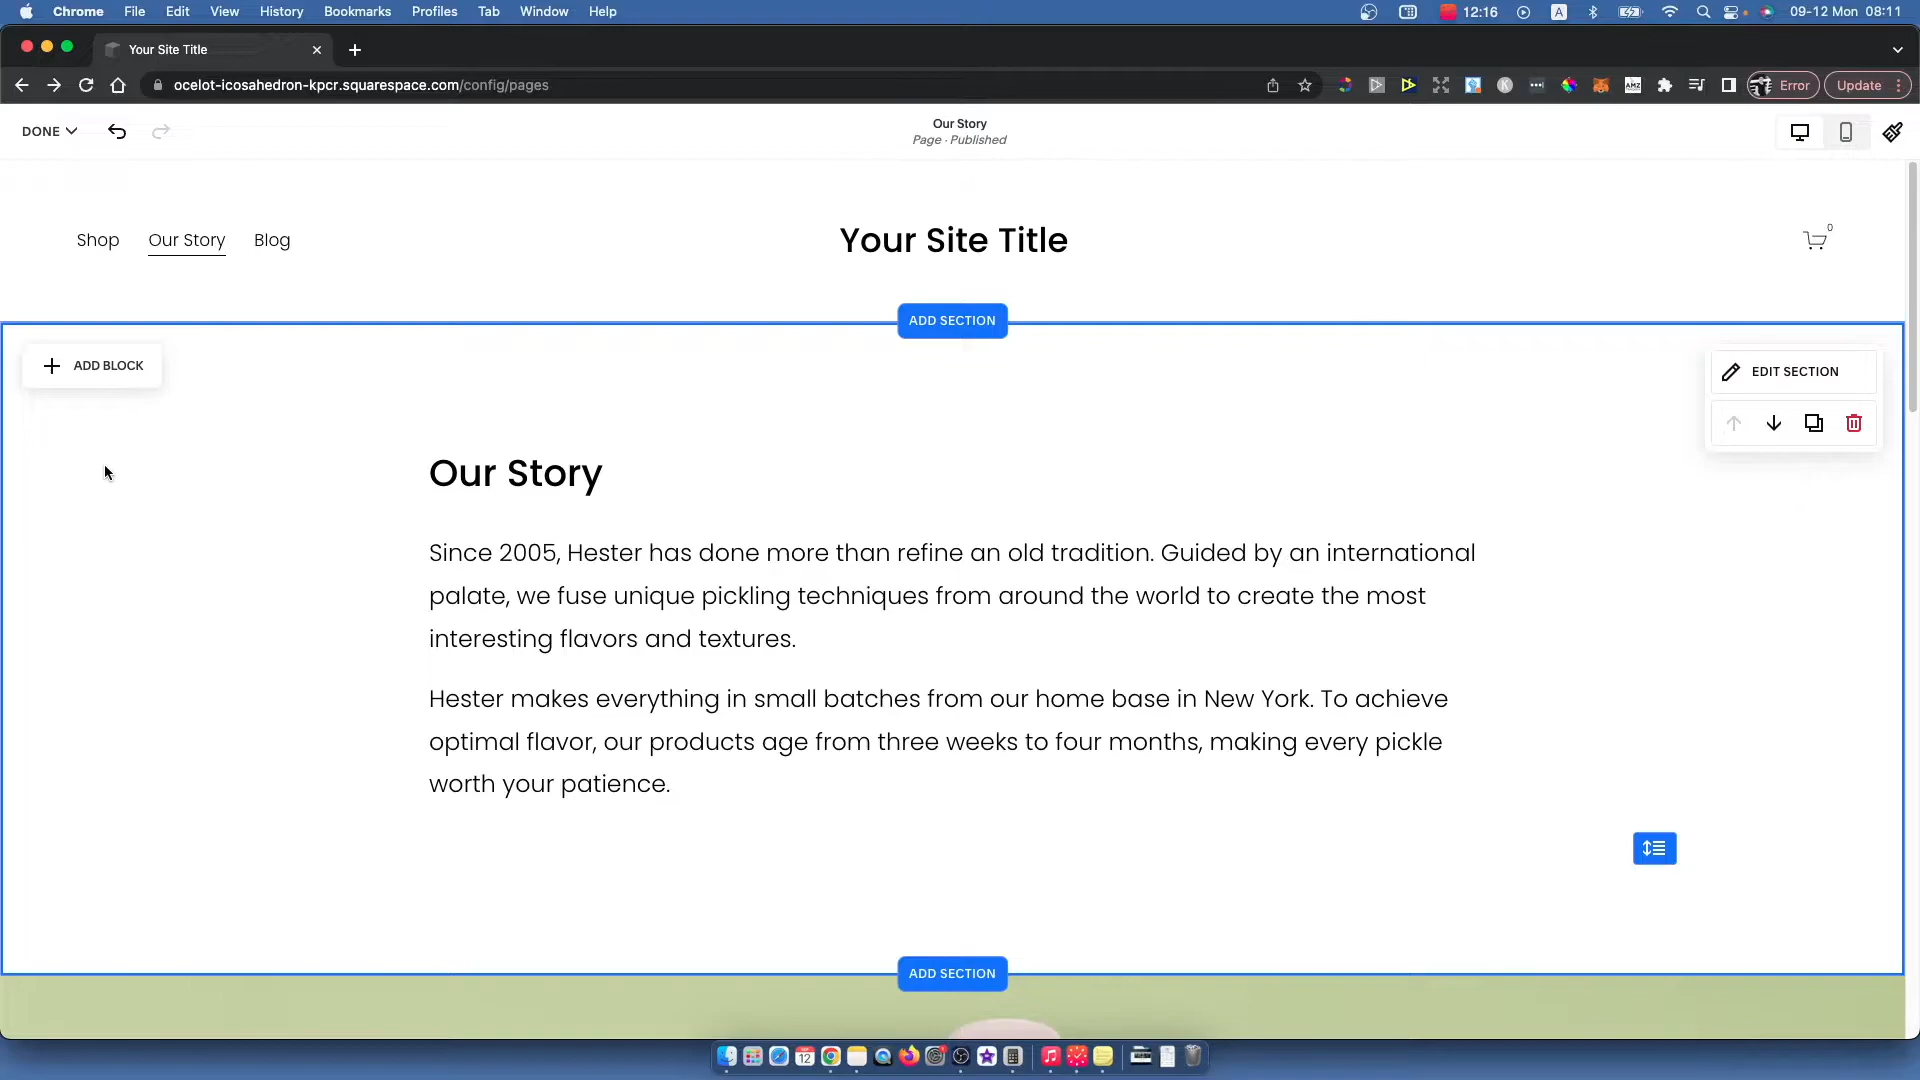 Chrome File Edit View History Bookmarks Profiles Tab Window Help 12:16 A 09-12 Mon 08:11
Your Site Title
ocelot-icosahedron-kpcr.squarespace.com/config/pages
K
AMZ
Error
Update
DONE
Our Story
Page · Published
Shop Our Story Blog
Your Site Title
0
ADD SECTION
ADD BLOCK
EDIT SECTION
Our Story
Since 2005, Hester has done more than refine an old tradition. Guided by an international
palate, we fuse unique pickling techniques from around the world to create the most
interesting flavors and textures.
Hester makes everything in small batches from our home base in New York. To achieve
optimal flavor, our products age from three weeks to four months, making every pickle
worth your patience.
ADD SECTION
12